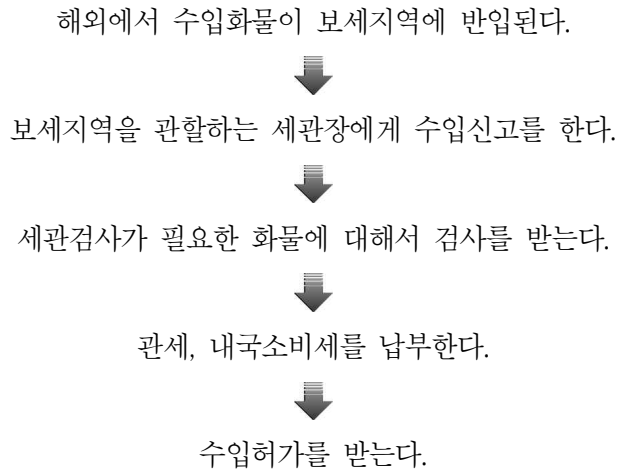 해외에서 수입화물이 보세지역에 반입된다.
보세지역을 관할하는 세관장에게 수입신고를 한다.
세관검사가 필요한 화물에 대해서 검사를 받는다.
관세, 내국소비세를 납부한다.
수입허가를 받는다.